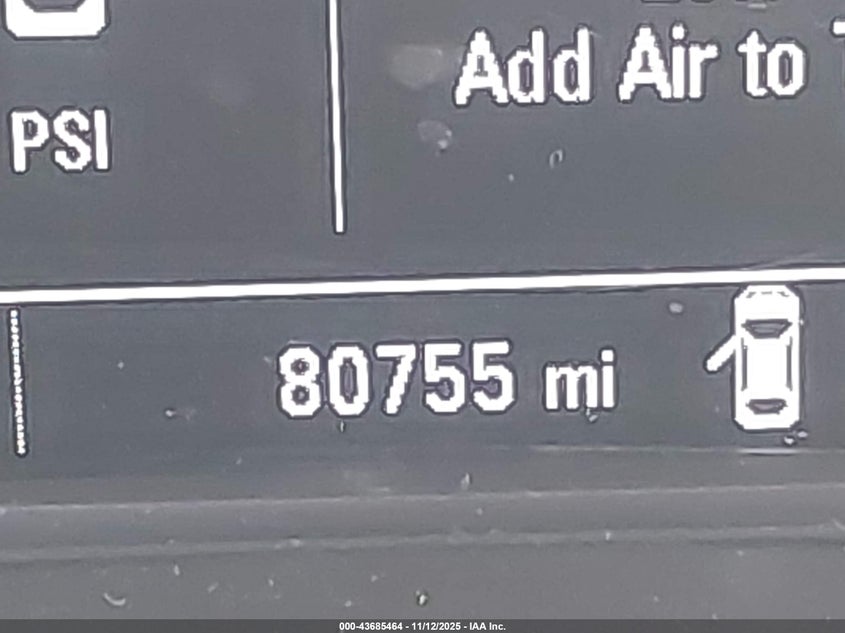 Add Air to
PSI
80755 mi
000-43685464 - 11/12/2025 - IAA Inc.